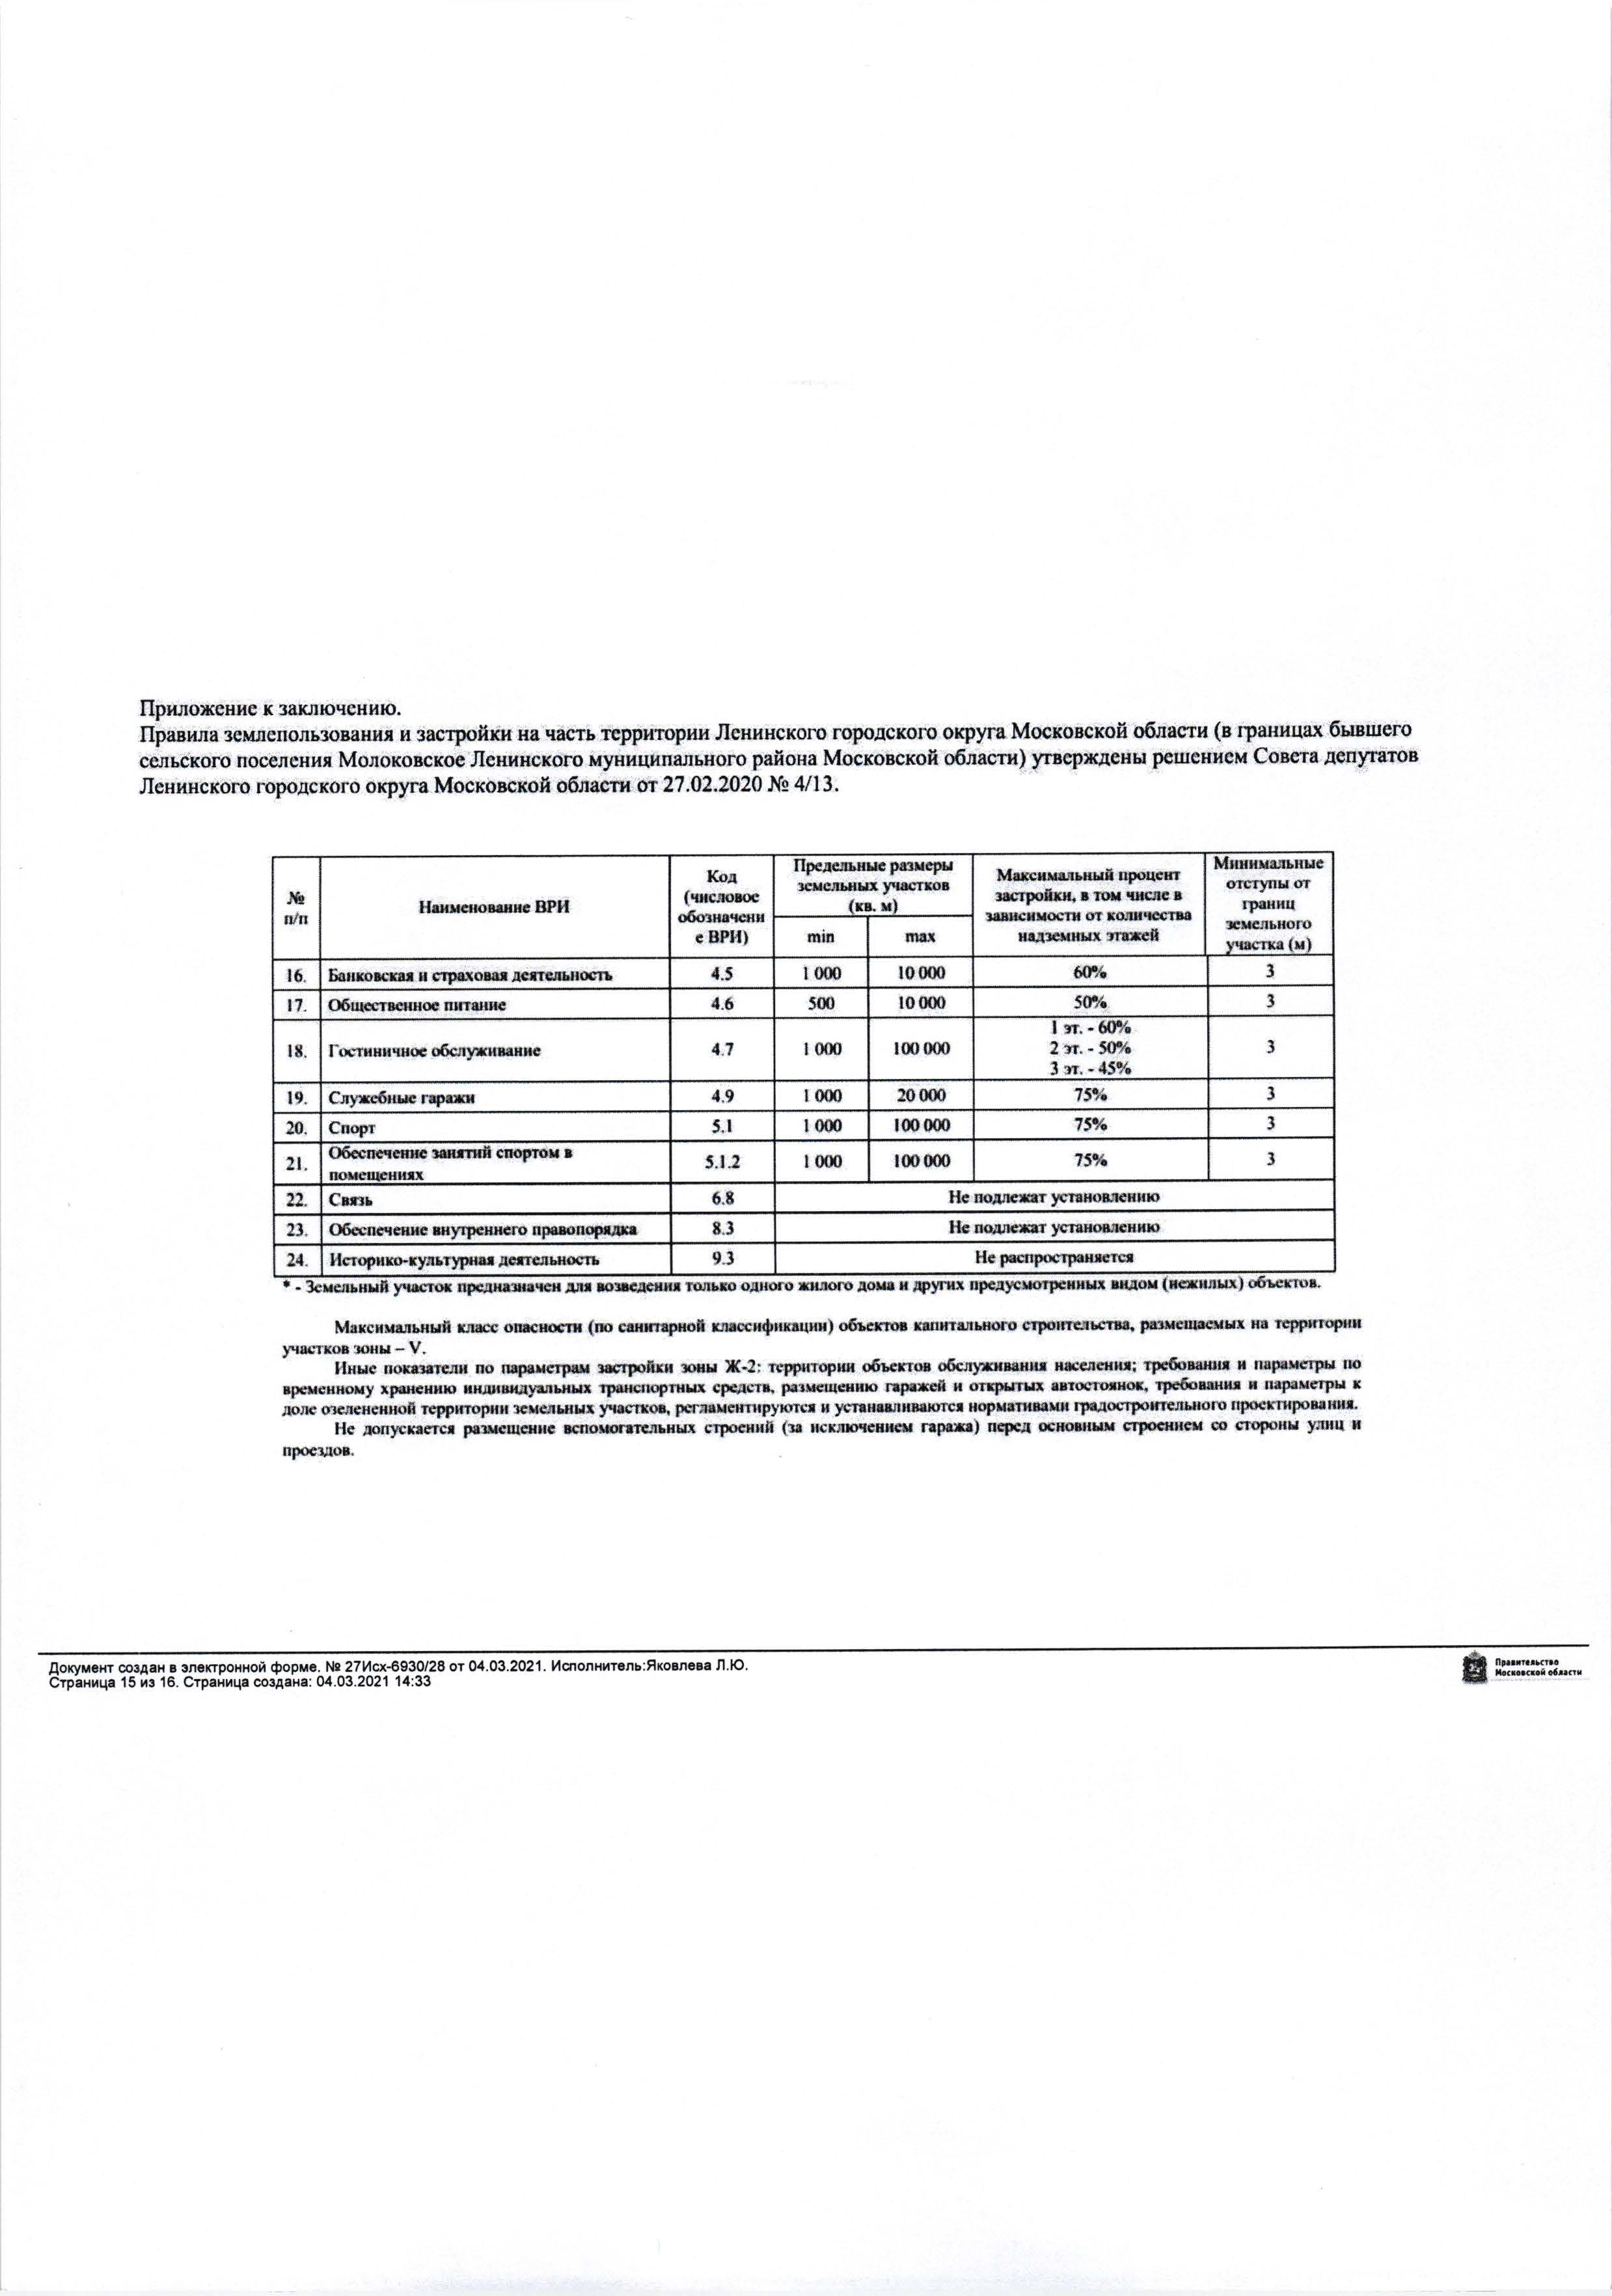 Приложение к заключению.
Правила землепользования и застройки на часть территории Ленинского городского округа Московской области (в границах бывшего
сельского поселения Молоковское Ленинского муниципального района Московской области) утверждены решением Совета депутатов
Ленинского городского округа Московской области от 27.02.2020 № 4/13.
№ п/п
Наименование ВРИ
Код (числовое обозначени е ВРИ)
Предельные размеры земельных участков (кв. м)
min
max
Максимальный процент застройки, в том числе в зависимости от количества надземных этажей
Минимальные отступы от границ земельного участка (м)
16. Банковская и страховая деятельность 4.5 1 000 10 000 60% 3
17. Общественное питание 4.6 500 10 000 50% 3
18. Гостиничное обслуживание 4.7 1 000 100 000 1 эт. - 60% 2 эт. - 50% 3 эт. - 45% 3
19. Служебные гаражи 4.9 1 000 20 000 75% 3
20. Спорт 5.1 1 000 100 000 75% 3
21. Обеспечение занятий спортом в помещениях 5.1.2 1 000 100 000 75% 3
22. Связь 6.8 Не подлежат установлению
23. Обеспечение внутреннего правопорядка 8.3 Не подлежат установлению
24. Историко-культурная деятельность 9.3 Не распространяется
* - Земельный участок предназначен для возведения только одного жилого дома и других предусмотренных видом (нежилых) объектов.
Максимальный класс опасности (по санитарной классификации) объектов капитального строительства, размещаемых на территории
участков зоны – V.
Иные показатели по параметрам застройки зоны Ж-2: территории объектов обслуживания населения; требования и параметры по
временному хранению индивидуальных транспортных средств, размещению гаражей и открытых автостоянок, требования и параметры к
доле озелененной территории земельных участков, регламентируются и устанавливаются нормативами градостроительного проектирования.
Не допускается размещение вспомогательных строений (за исключением гаража) перед основным строением со стороны улиц и
проездов.
Документ создан в электронной форме. № 27Исх-6930/28 от 04.03.2021. Исполнитель:Яковлева Л.Ю.
Страница 15 из 16. Страница создана: 04.03.2021 14:33
Правительство
Московской области